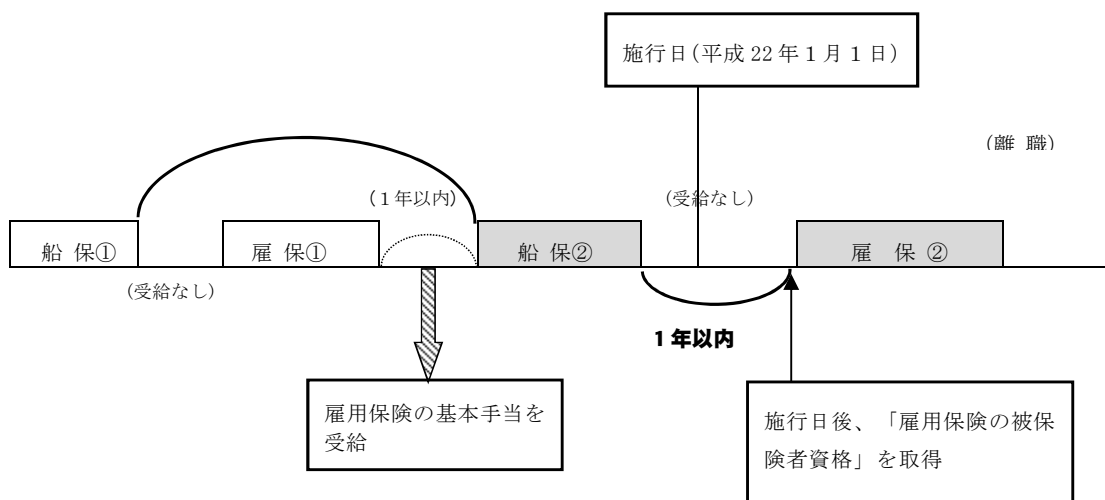 施行日(平成 22 年 1 月 1 日)
(離 職)
(1年以内)
(受給なし)
船 保①
雇 保①
船 保②
雇 保 ②
(受給なし)
1 年以内
雇用保険の基本手当を
受給
施行日後、「雇用保険の被保
険者資格」を取得